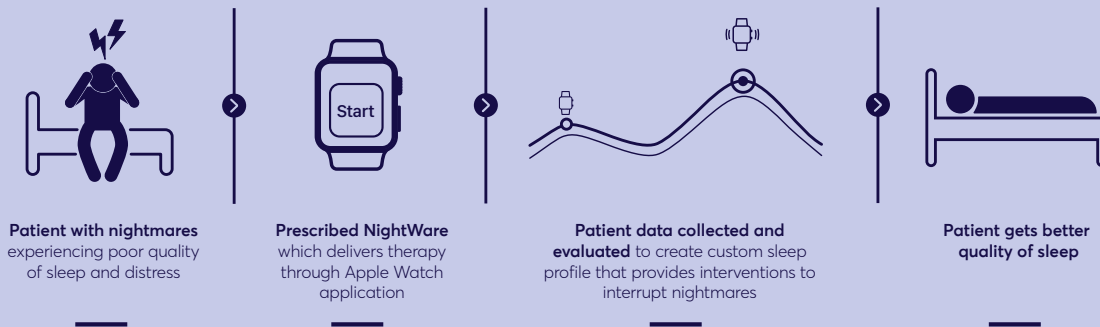 Start
Patient with nightmares
experiencing poor quality
of sleep and distress
Prescribed NightWare
which delivers therapy
through Apple Watch
application
Patient data collected and
evaluated to create custom sleep
profile that provides interventions to
interrupt nightmares
Patient gets better
quality of sleep